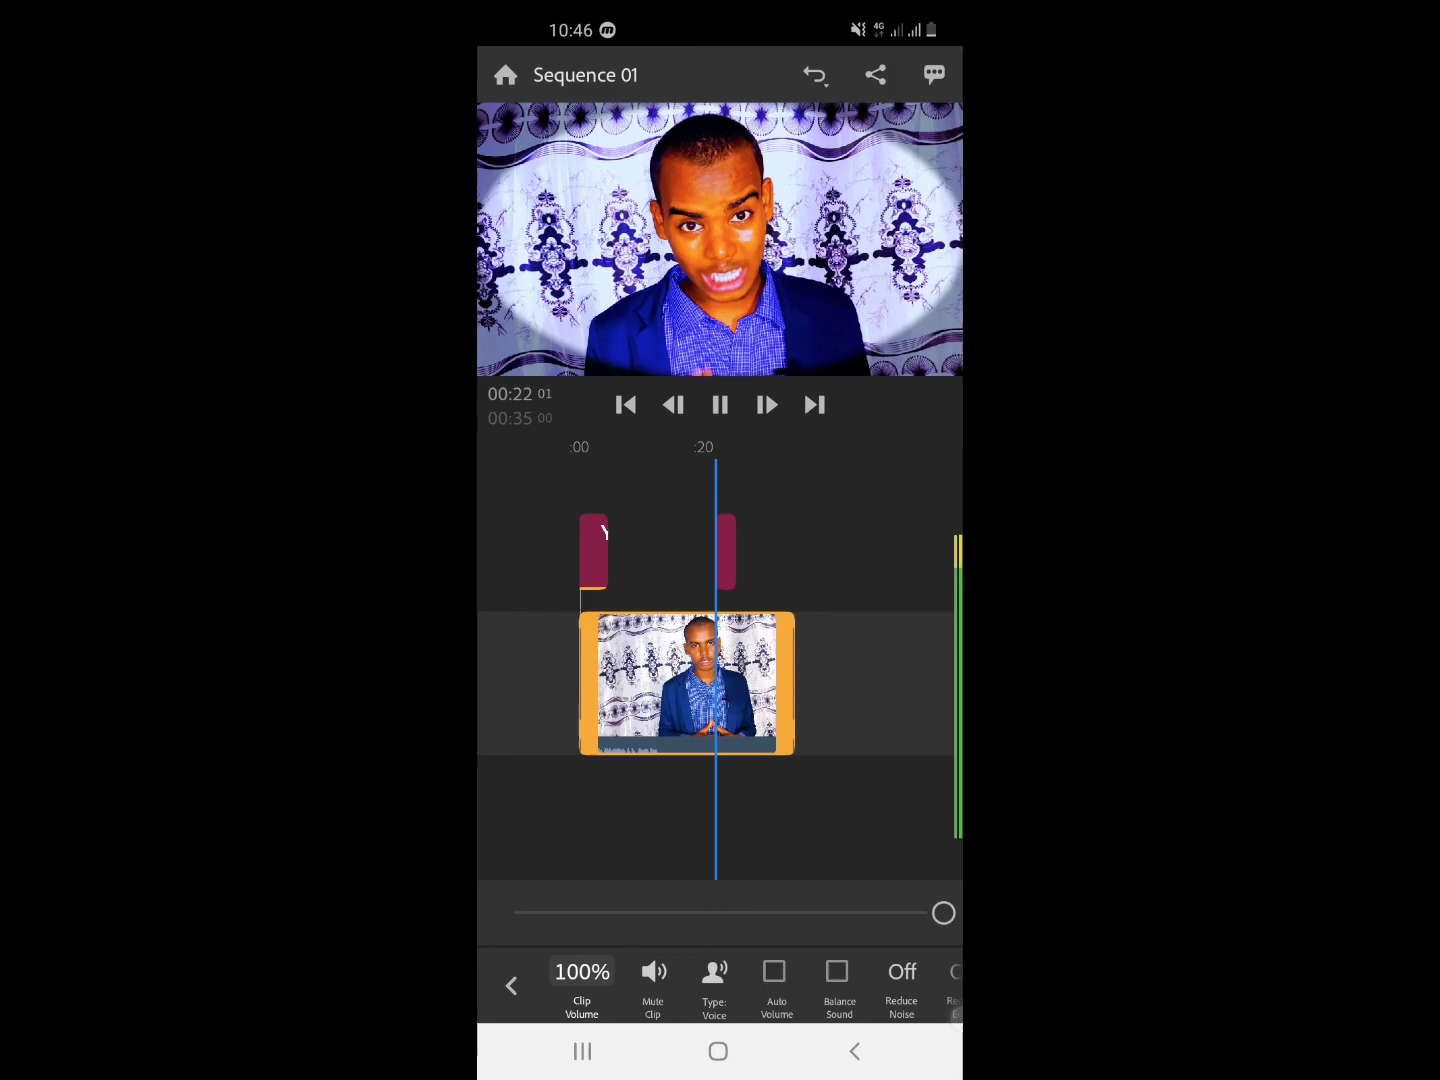 10:46
4G
Sequence 01
00:22 01
00:35 00
:00
:20
Y
100%
Off
Clip Volume
Mute Clip
Type: Voice
Auto Volume
Balance Sound
Reduce Noise